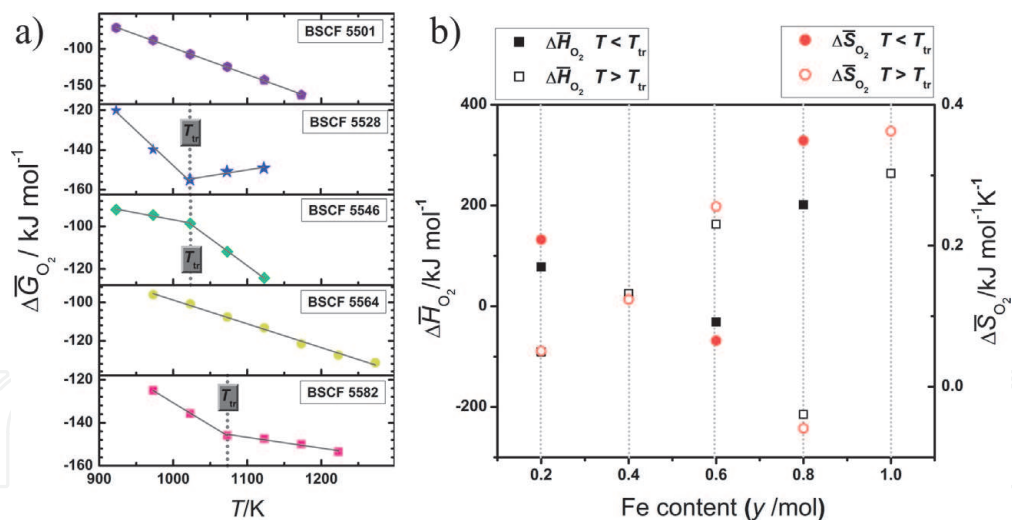 a)
BSCF 5501
-100
-150
-120
BSCF 5528
T_tr
-140
-160
BSCF 5546
-100
T_tr
-120
BSCF 5564
-100
-120
-120
BSCF 5582
T_tr
-140
-160
900 1000 1100 1200
T/K
ΔG̅_O₂ / kJ mol⁻¹
b)
ΔH̅_O₂ T < T_tr
ΔH̅_O₂ T > T_tr
ΔS̅_O₂ T < T_tr
ΔS̅_O₂ T > T_tr
400
200
0
-200
ΔH̅_O₂/kJ mol⁻¹
0.4
0.2
0.0
ΔS̅_O₂/kJ mol⁻¹K⁻¹
0.2 0.4 0.6 0.8 1.0
Fe content (y /mol)